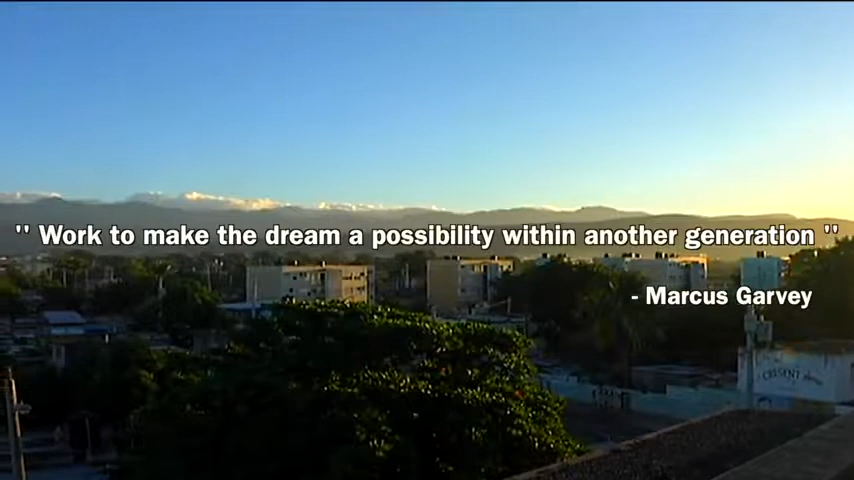 " Work to make the dream a possibility within another generation "
- Marcus Garvey